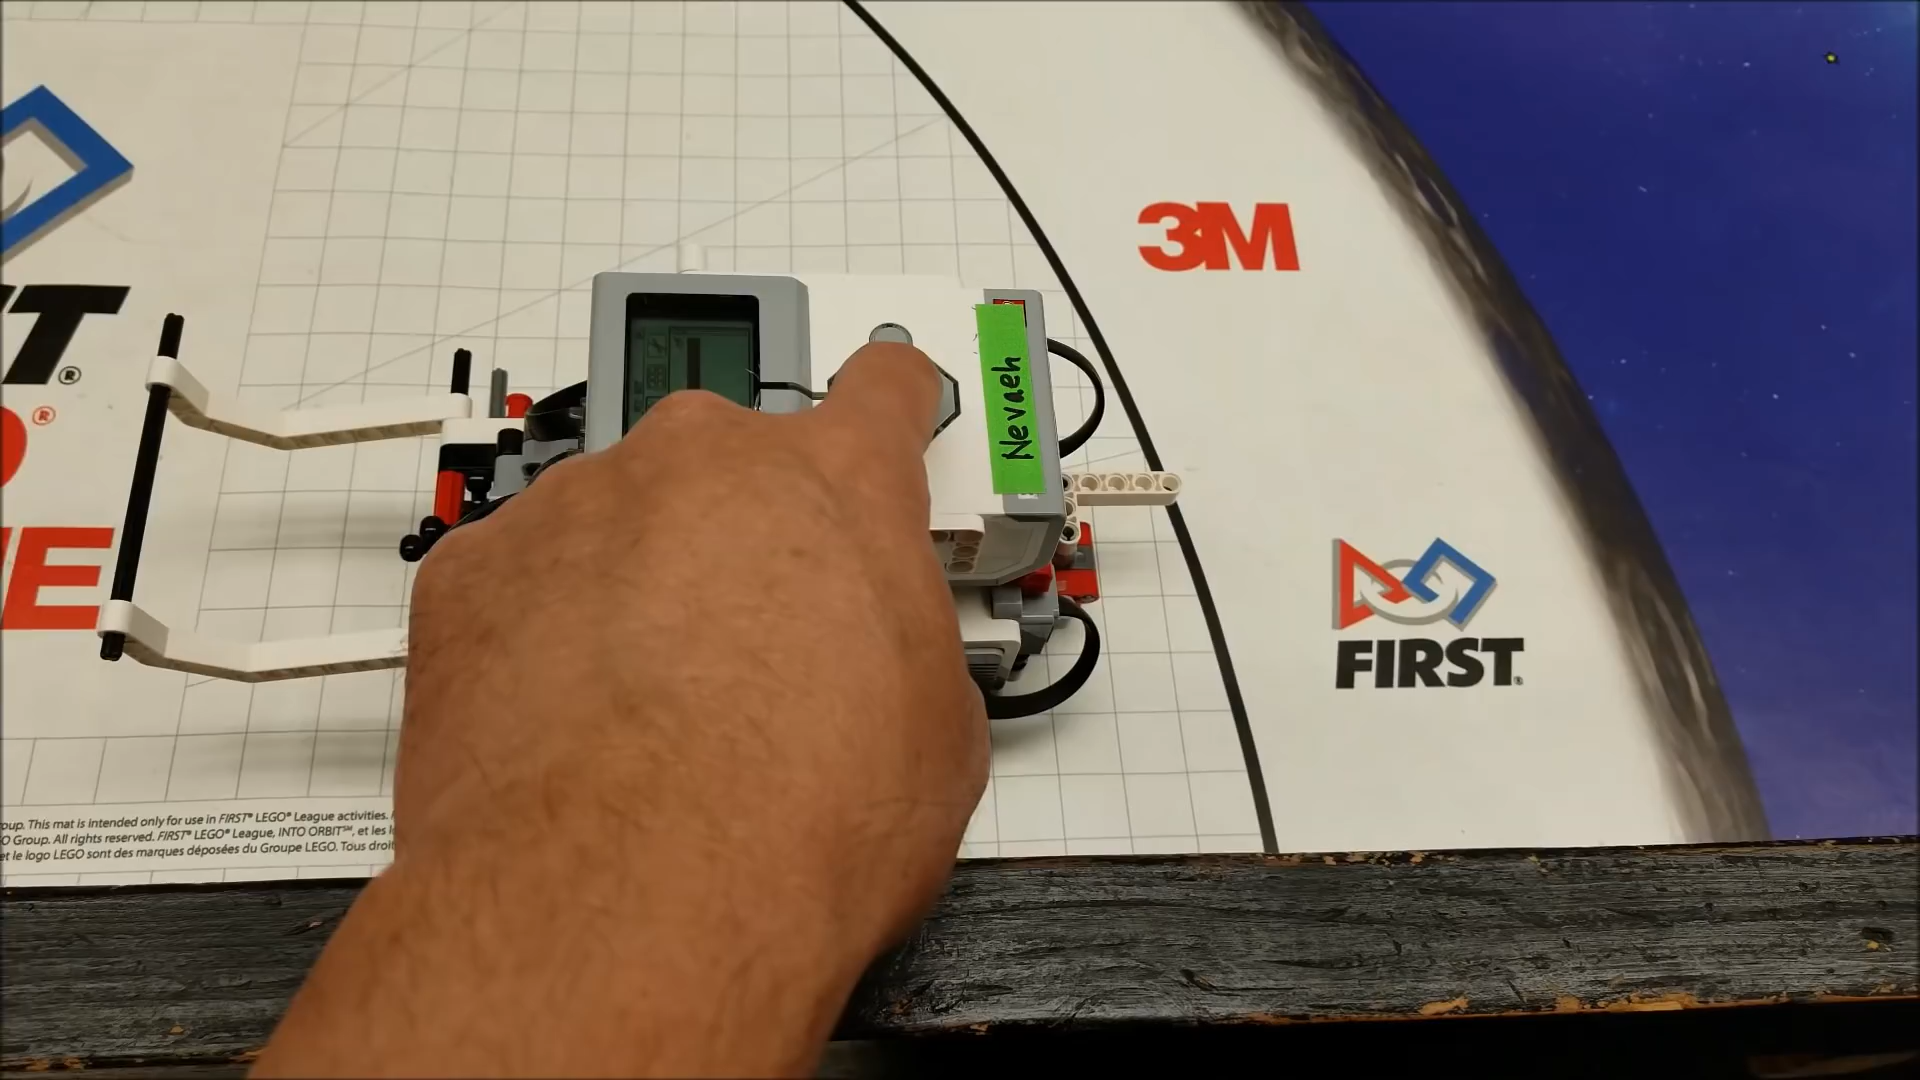 3M
Nevaeh
FIRST
oup. This mat is intended only for use in FIRST® LEGO® League activities.
O Group. All rights reserved. FIRST® LEGO® League, INTO ORBIT℠, et les l
et le logo LEGO sont des marques déposées du Groupe LEGO. Tous droit
ST®
®
E